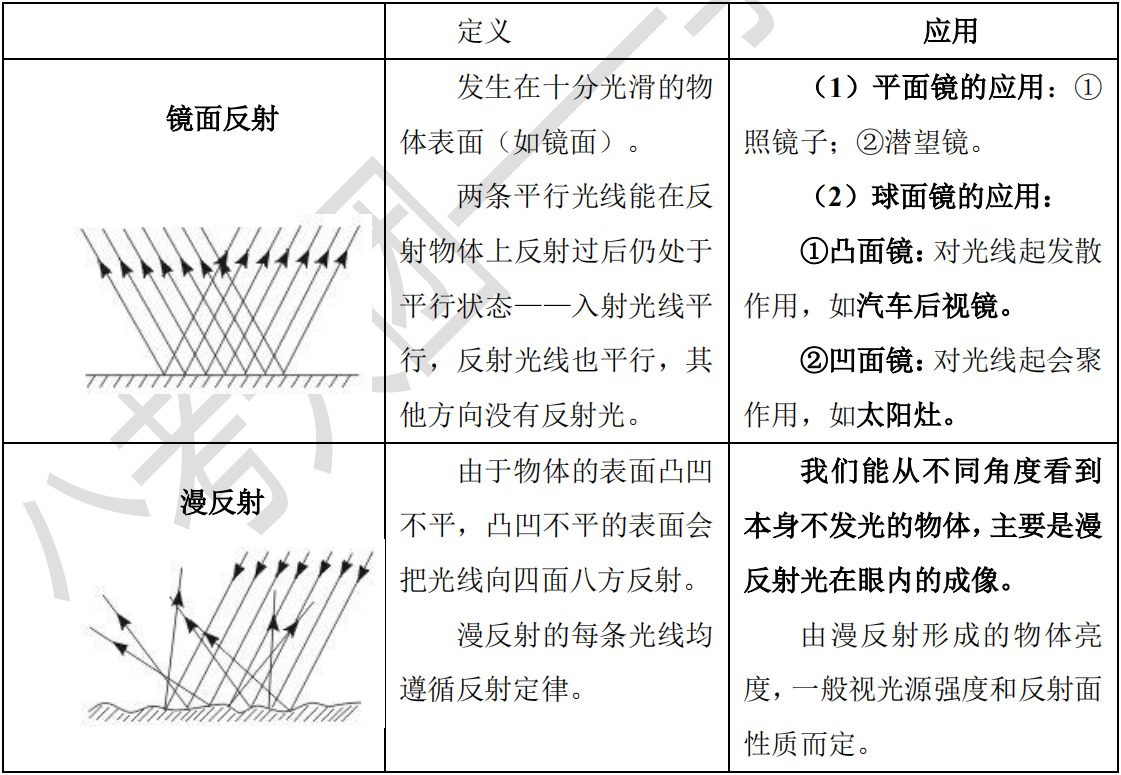 定义
应用
镜面反射
发生在十分光滑的物
体表面（如镜面）。
两条平行光线能在反
射物体上反射过后仍处于
平行状态——入射光线平
行，反射光线也平行，其
他方向没有反射光。
（1）平面镜的应用：①
照镜子；②潜望镜。
（2）球面镜的应用：
①凸面镜：对光线起发散
作用，如汽车后视镜。
②凹面镜：对光线起会聚
作用，如太阳灶。
漫反射
由于物体的表面凸凹
不平，凸凹不平的表面会
把光线向四面八方反射。
漫反射的每条光线均
遵循反射定律。
我们能从不同角度看到
本身不发光的物体，主要是漫
反射光在眼内的成像。
由漫反射形成的物体亮
度，一般视光源强度和反射面
性质而定。